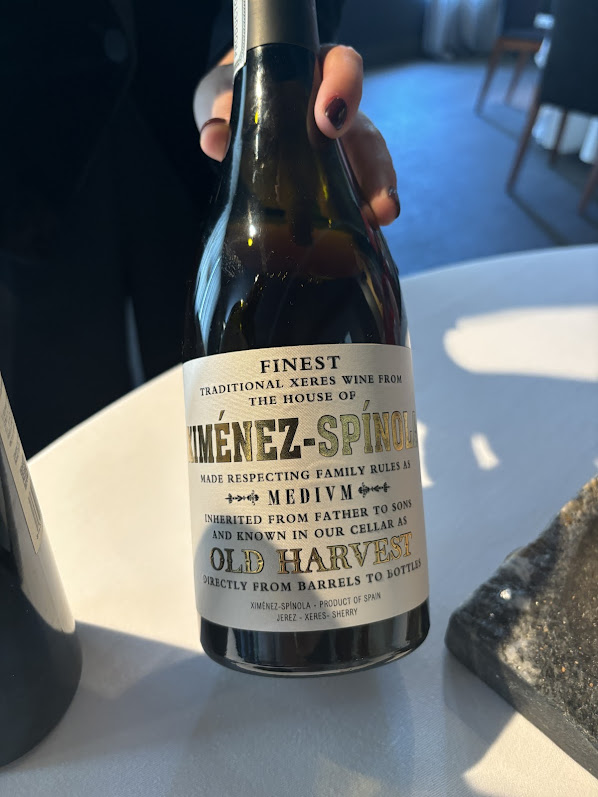 FINEST
TRADITIONAL XERES WINE FROM
THE HOUSE OF
XIMÉNEZ-SPÍNOLA
MADE RESPECTING FAMILY RULES AS
MEDIVM
INHERITED FROM FATHER TO SONS
AND KNOWN IN OUR CELLAR AS
OLD HARVEST
DIRECTLY FROM BARRELS TO BOTTLES
XIMÉNEZ-SPÍNOLA - PRODUCT OF SPAIN
JEREZ - XERES- SHERRY